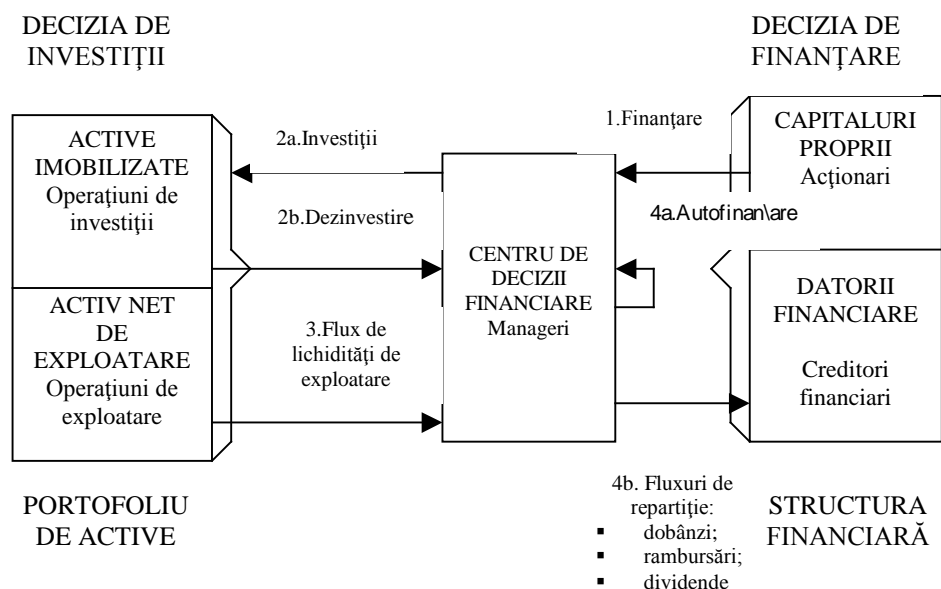 DECIZIA DE
INVESTIŢII
DECIZIA DE
FINANŢARE
ACTIVE
IMOBILIZATE
Operaţiuni de
investiţii
ACTIV NET
DE
EXPLOATARE
Operaţiuni de
exploatare
2a.Investiţii
2b.Dezinvestire
3.Flux de
lichidităţi de
exploatare
CENTRU DE
DECIZII
FINANCIARE
Manageri
1.Finanţare
4a.Autofinan\are
CAPITALURI
PROPRII
Acţionari
DATORII
FINANCIARE
Creditori
financiari
PORTOFOLIU
DE ACTIVE
4b. Fluxuri de
repartiţie:
▪ dobânzi;
▪ rambursări;
▪ dividende
STRUCTURA
FINANCIARĂ